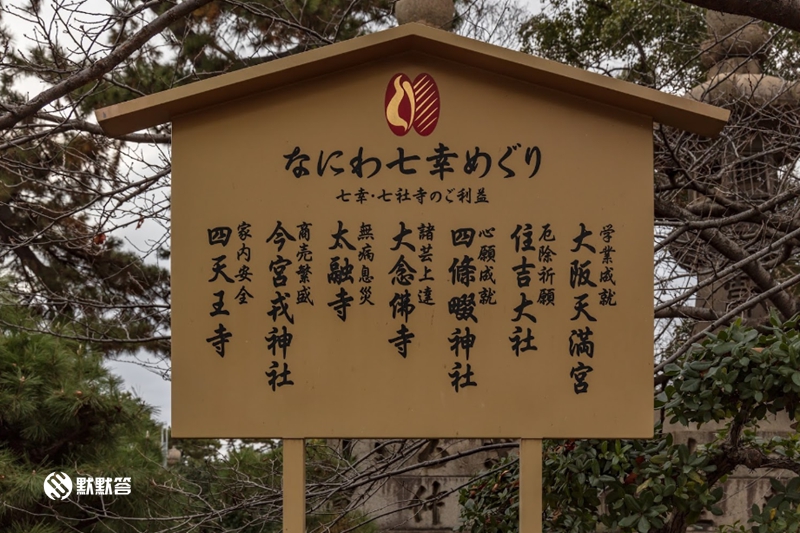 なにわ七幸めぐり
七幸・七社寺のご利益
学業成就
大阪天満宮
厄除祈願
住吉大社
心願成就
四條畷神社
諸芸上達
大念佛寺
無病息災
太融寺
商売繁盛
今宮戎神社
家内安全
四天王寺
默默答